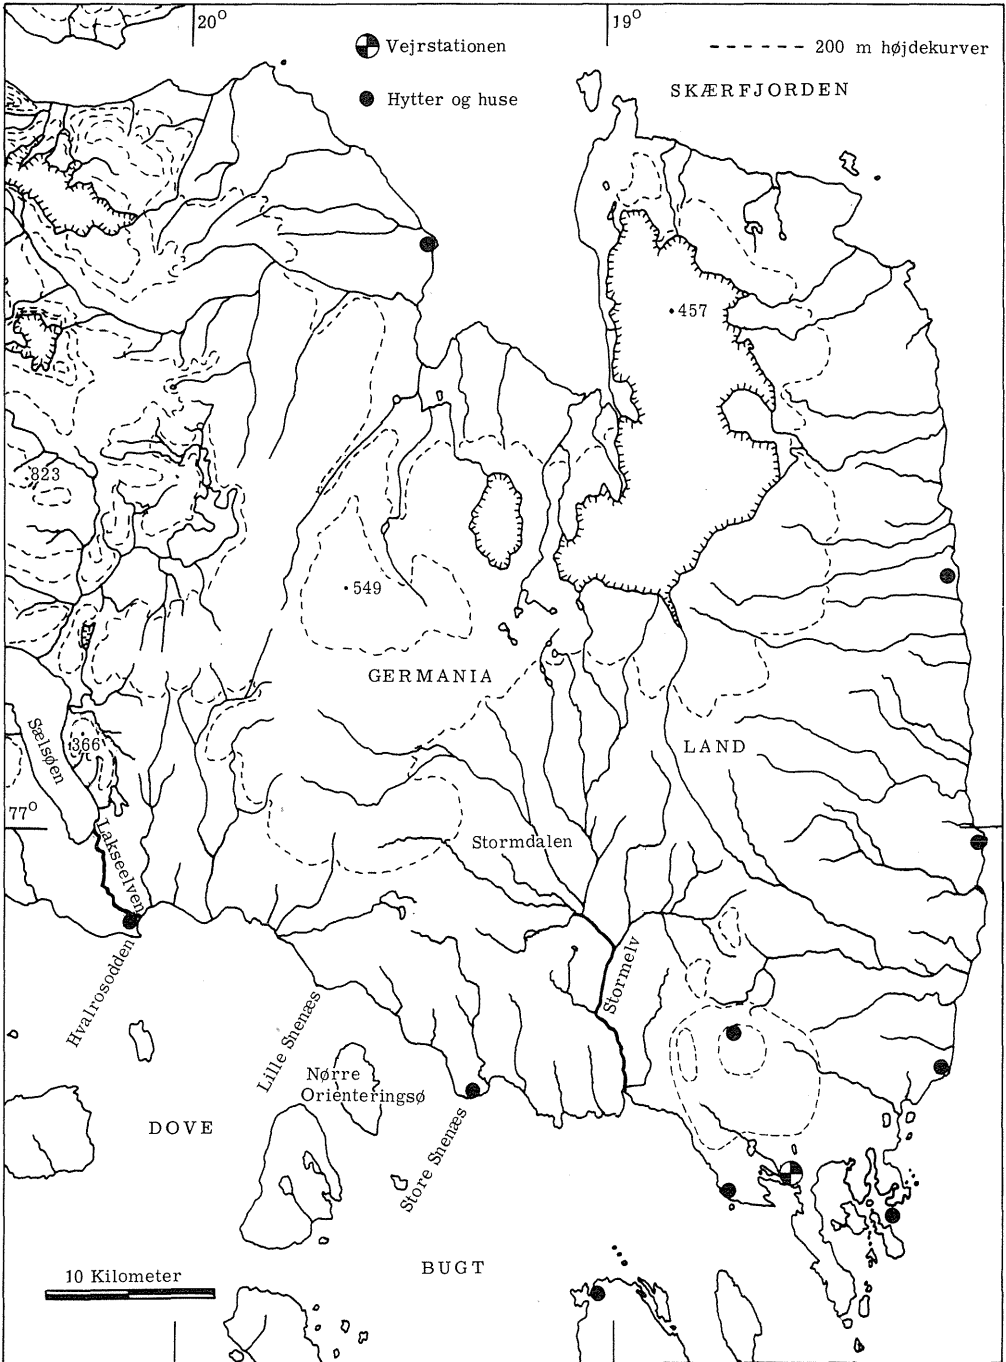 20°
19°
Vejrstationen
200 m højdekurver
Hytter og huse
SKÆRFJORDEN
457
823
549
GERMANIA
LAND
Sælsøen
366
77°
Lakseelven
Stormdalen
Hvalrosodden
Stormelv
Lille Snenæs
Nørre
Orienteringsø
Store Snenæs
DOVE
BUGT
10 Kilometer